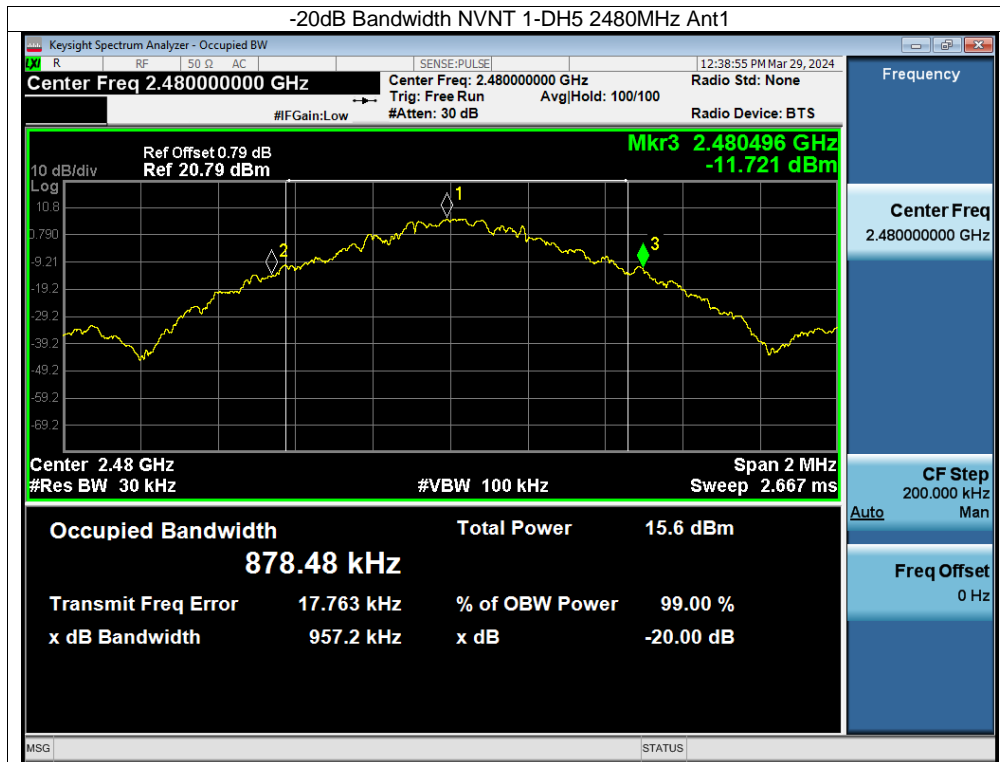 -20dB Bandwidth NVNT 1-DH5 2480MHz Ant1
Keysight Spectrum Analyzer - Occupied BW
LXI R RF 50 Ω AC SENSE:PULSE 12:38:55 PM Mar 29, 2024
Center Freq 2.480000000 GHz
Center Freq: 2.480000000 GHz Radio Std: None
Trig: Free Run Avg|Hold: 100/100
#IFGain:Low #Atten: 30 dB Radio Device: BTS
Frequency
Mkr3 2.480496 GHz
-11.721 dBm
Ref Offset 0.79 dB
10 dB/div Ref 20.79 dBm
Log
10.8
0.790
-9.21
-19.2
-29.2
-39.2
-49.2
-59.2
-69.2
1
2
3
Center 2.48 GHz Span 2 MHz
#Res BW 30 kHz #VBW 100 kHz Sweep 2.667 ms
Occupied Bandwidth Total Power 15.6 dBm
878.48 kHz
Transmit Freq Error 17.763 kHz % of OBW Power 99.00 %
x dB Bandwidth 957.2 kHz x dB -20.00 dB
Center Freq
2.480000000 GHz
CF Step
200.000 kHz
Auto Man
Freq Offset
0 Hz
MSG STATUS